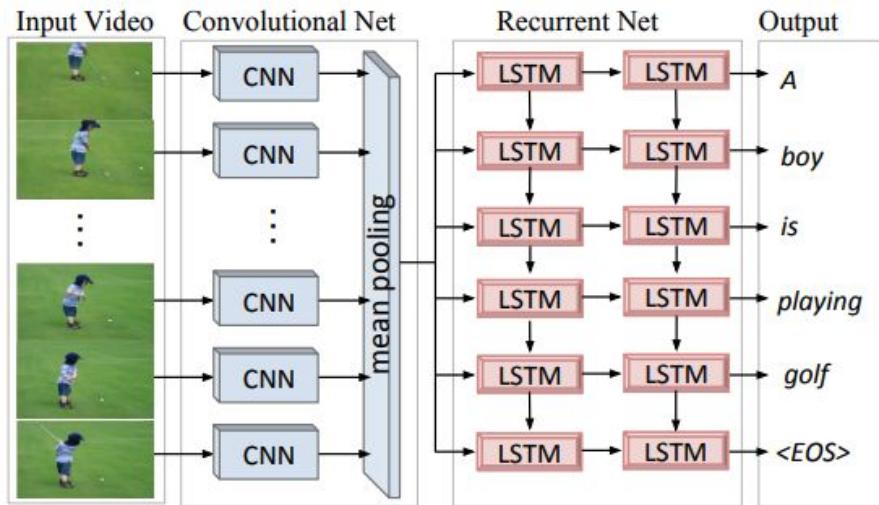 Input Video Convolutional Net Recurrent Net Output
CNN LSTM LSTM A
CNN LSTM LSTM boy
LSTM LSTM is
mean pooling
CNN LSTM LSTM playing
CNN LSTM LSTM golf
CNN LSTM LSTM <EOS>